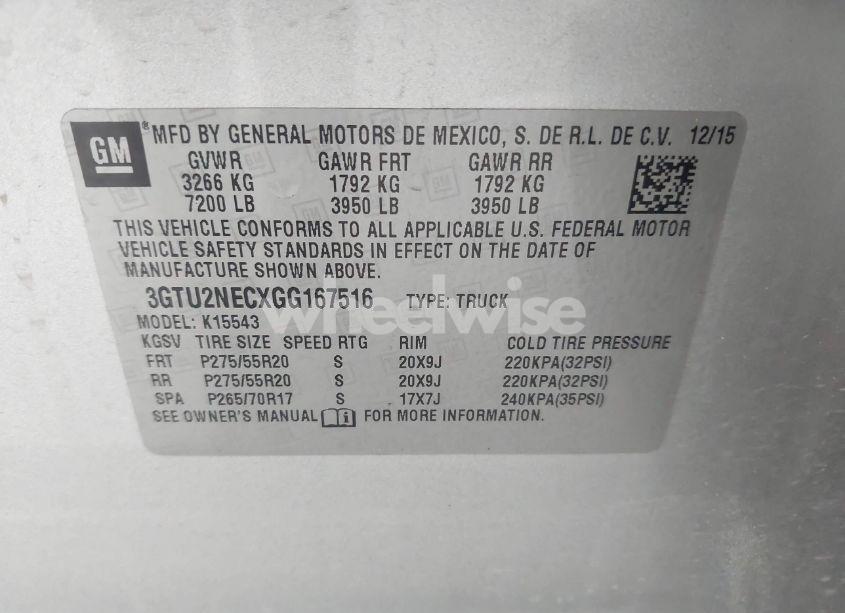 GM ® MFD BY GENERAL MOTORS DE MEXICO, S. DE R.L. DE C.V. 12/15
GVWR GAWR FRT GAWR RR
3266 KG 1792 KG 1792 KG
7200 LB 3950 LB 3950 LB
THIS VEHICLE CONFORMS TO ALL APPLICABLE U.S. FEDERAL MOTOR
VEHICLE SAFETY STANDARDS IN EFFECT ON THE DATE OF
MANUFACTURE SHOWN ABOVE.
3GTU2NECXGG167516 TYPE: TRUCK
wheelwise
MODEL: K15543
KGSV TIRE SIZE SPEED RTG RIM COLD TIRE PRESSURE
FRT P275/55R20 S 20X9J 220KPA(32PSI)
RR P275/55R20 S 20X9J 220KPA(32PSI)
SPA P265/70R17 S 17X7J 240KPA(35PSI)
SEE OWNER'S MANUAL i FOR MORE INFORMATION.